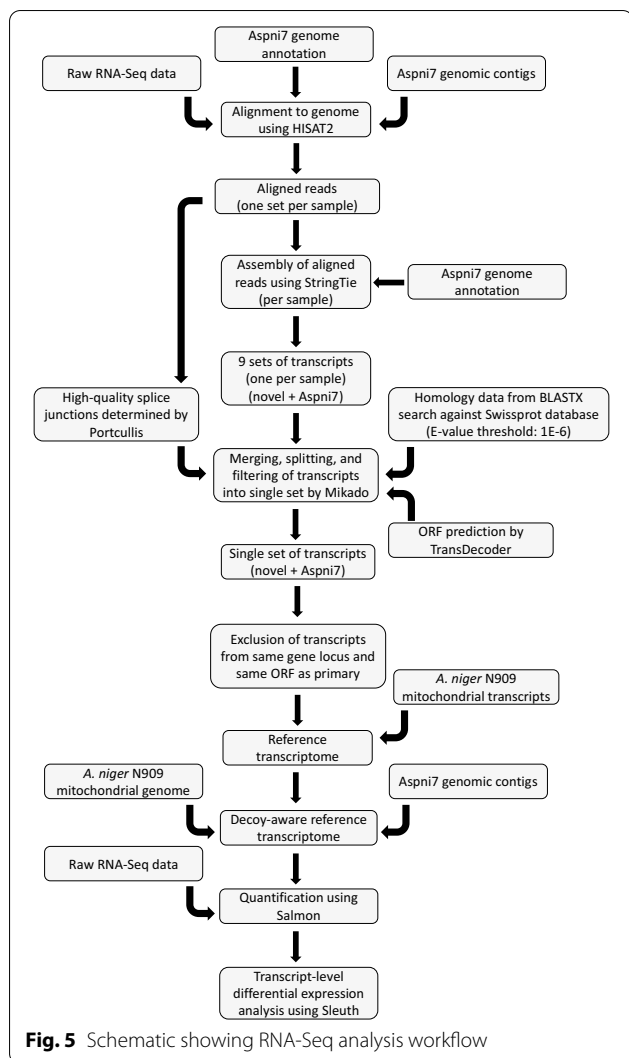 Aspni7 genome
annotation
Raw RNA-Seq data
Aspni7 genomic contigs
Alignment to genome
using HISAT2
Aligned reads
(one set per sample)
Assembly of aligned
reads using StringTie
(per sample)
Aspni7 genome
annotation
9 sets of transcripts
(one per sample)
(novel + Aspni7)
High-quality splice
junctions determined by
Portcullis
Homology data from BLASTX
search against Swissprot database
(E-value threshold: 1E-6)
Merging, splitting, and
filtering of transcripts
into single set by Mikado
ORF prediction by
TransDecoder
Single set of transcripts
(novel + Aspni7)
Exclusion of transcripts
from same gene locus and
same ORF as primary
A. niger N909
mitochondrial transcripts
Reference
transcriptome
A. niger N909
mitochondrial genome
Aspni7 genomic contigs
Decoy-aware reference
transcriptome
Raw RNA-Seq data
Quantification using
Salmon
Transcript-level
differential expression
analysis using Sleuth
Fig. 5 Schematic showing RNA-Seq analysis workflow